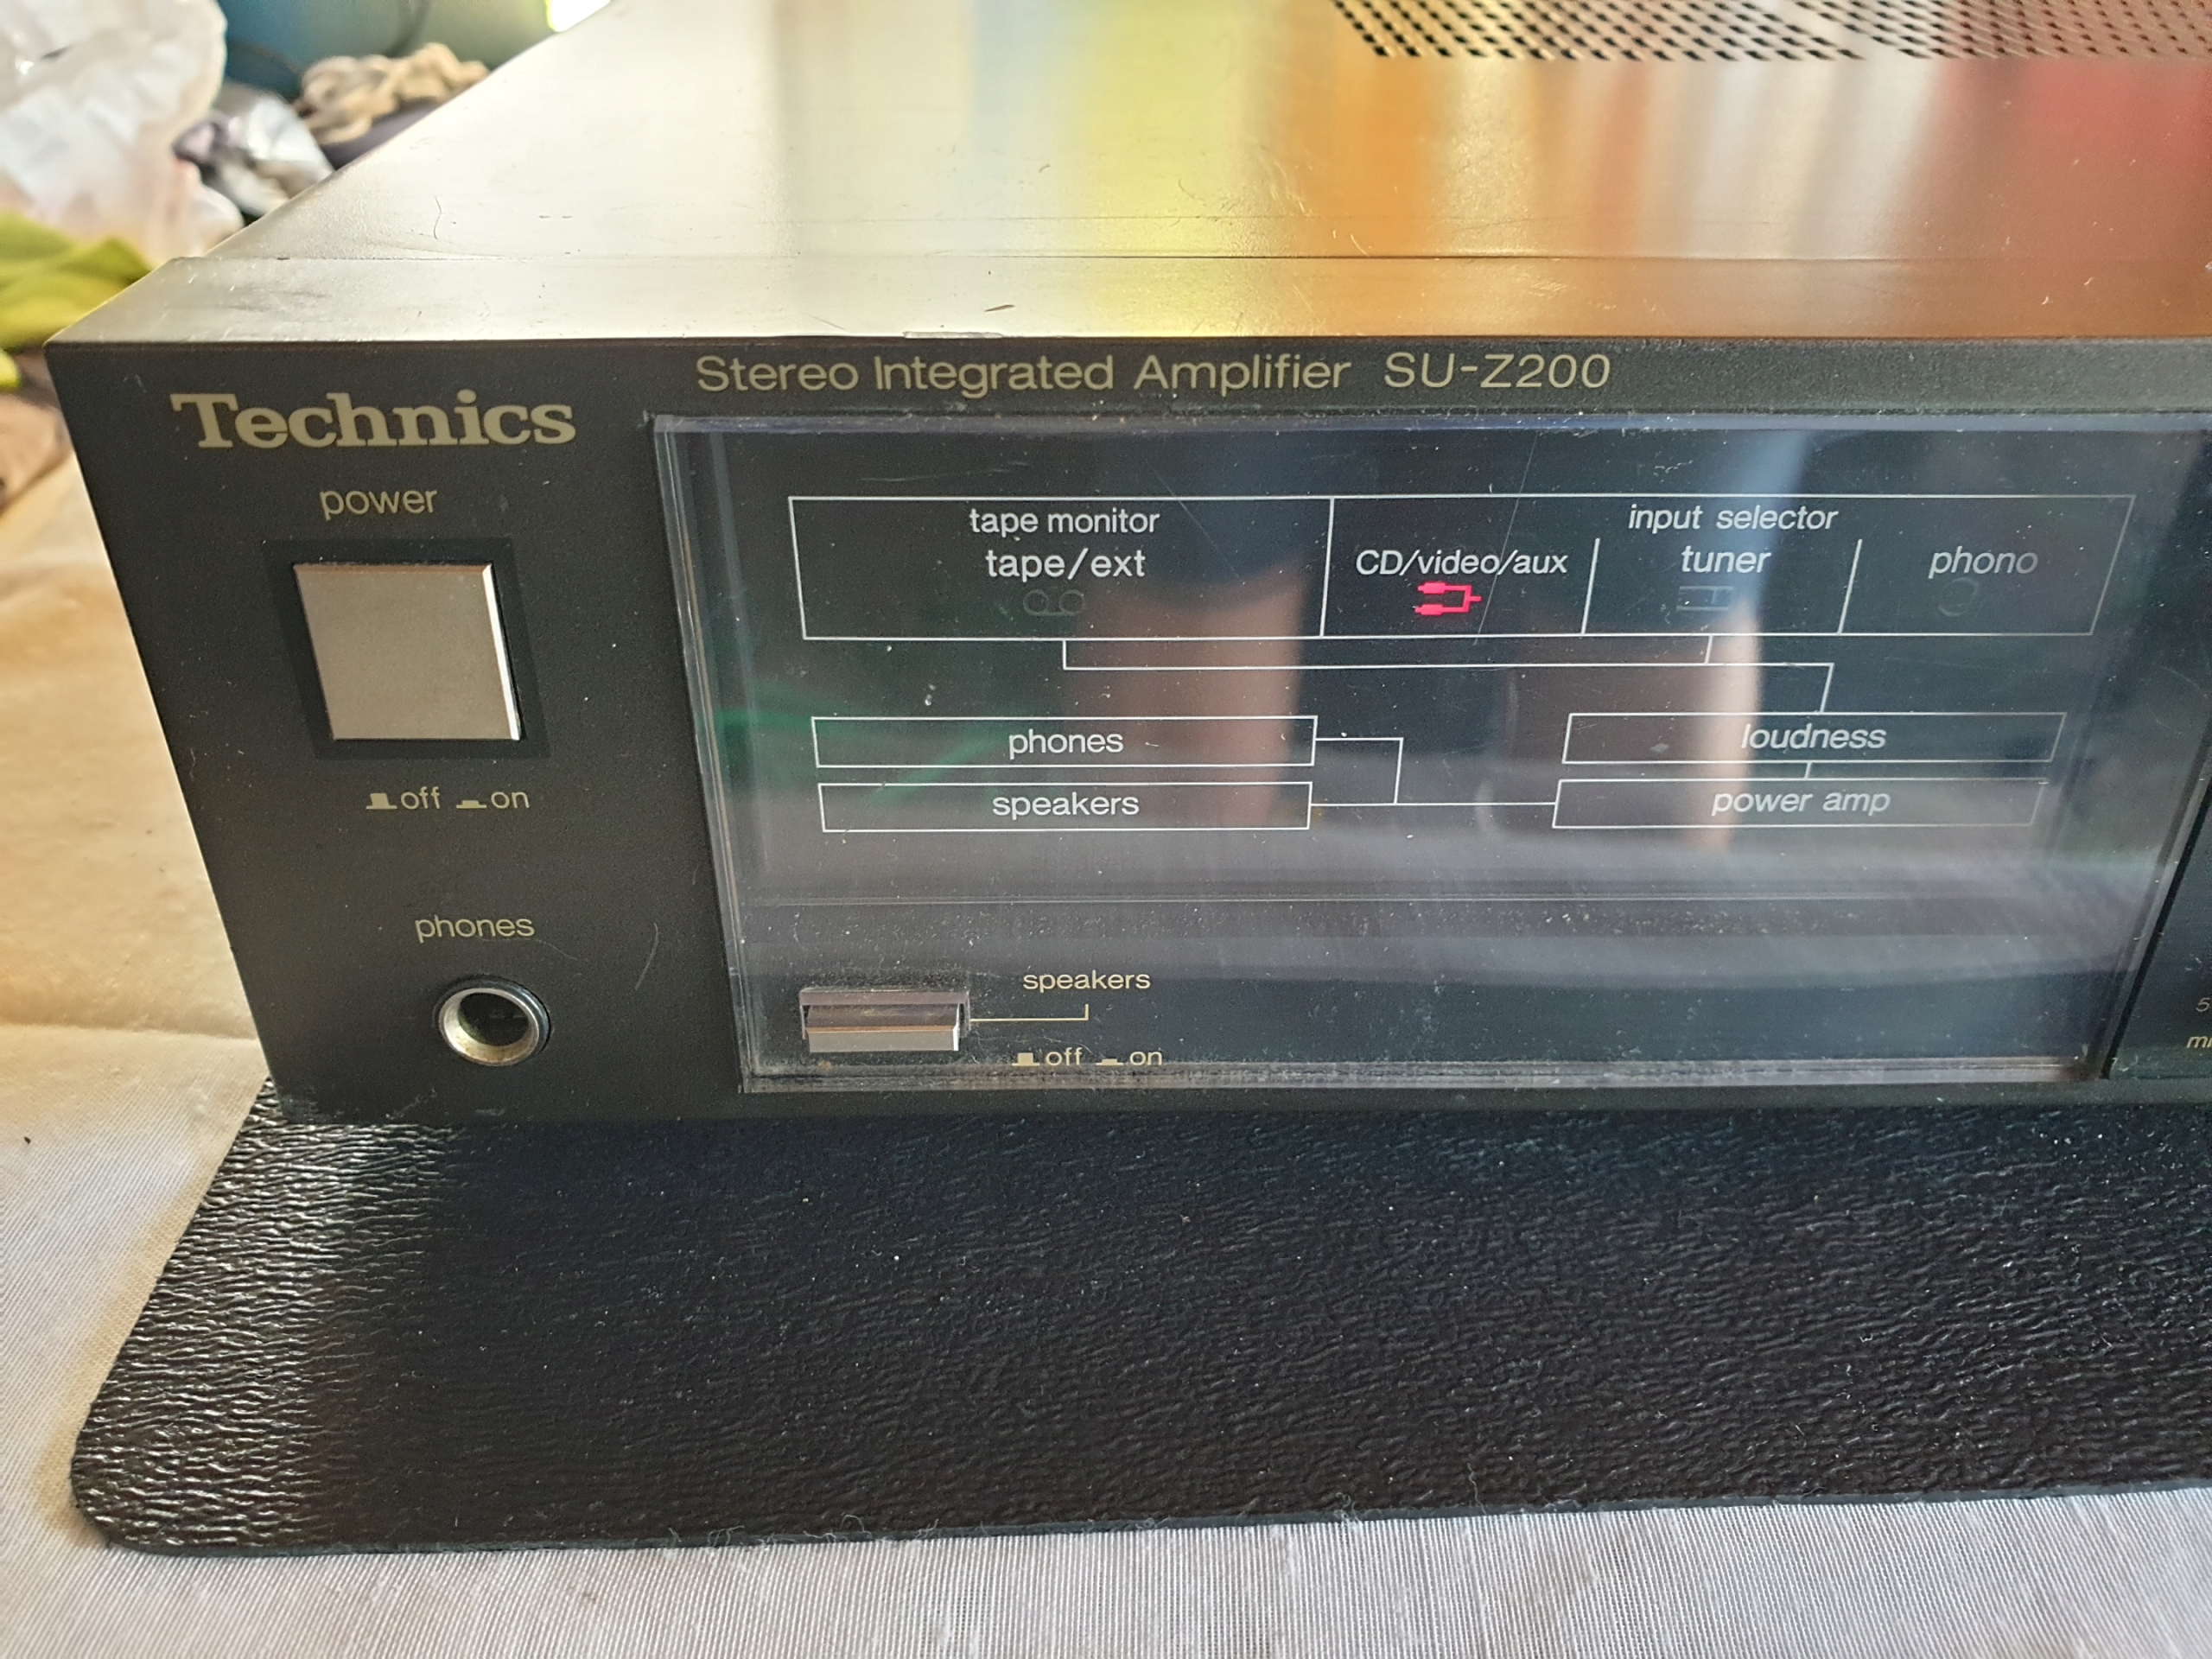 Stereo Integrated Amplifier SU-Z200
Technics
power
off on
phones
tape monitor
tape/ext
input selector
CD/video/aux
tuner
phono
phones
loudness
speakers
power amp
speakers
off on